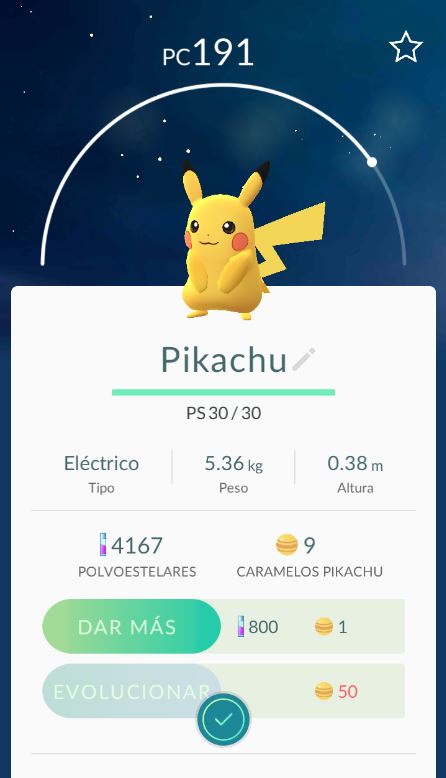 PC191
Pikachu
PS 30 / 30
Eléctrico 5.36 kg 0.38 m
Tipo Peso Altura
4167 9
POLVOESTELARES CARAMELOS PIKACHU
DAR MÁS 800 1
EVOLUCIONAR 50